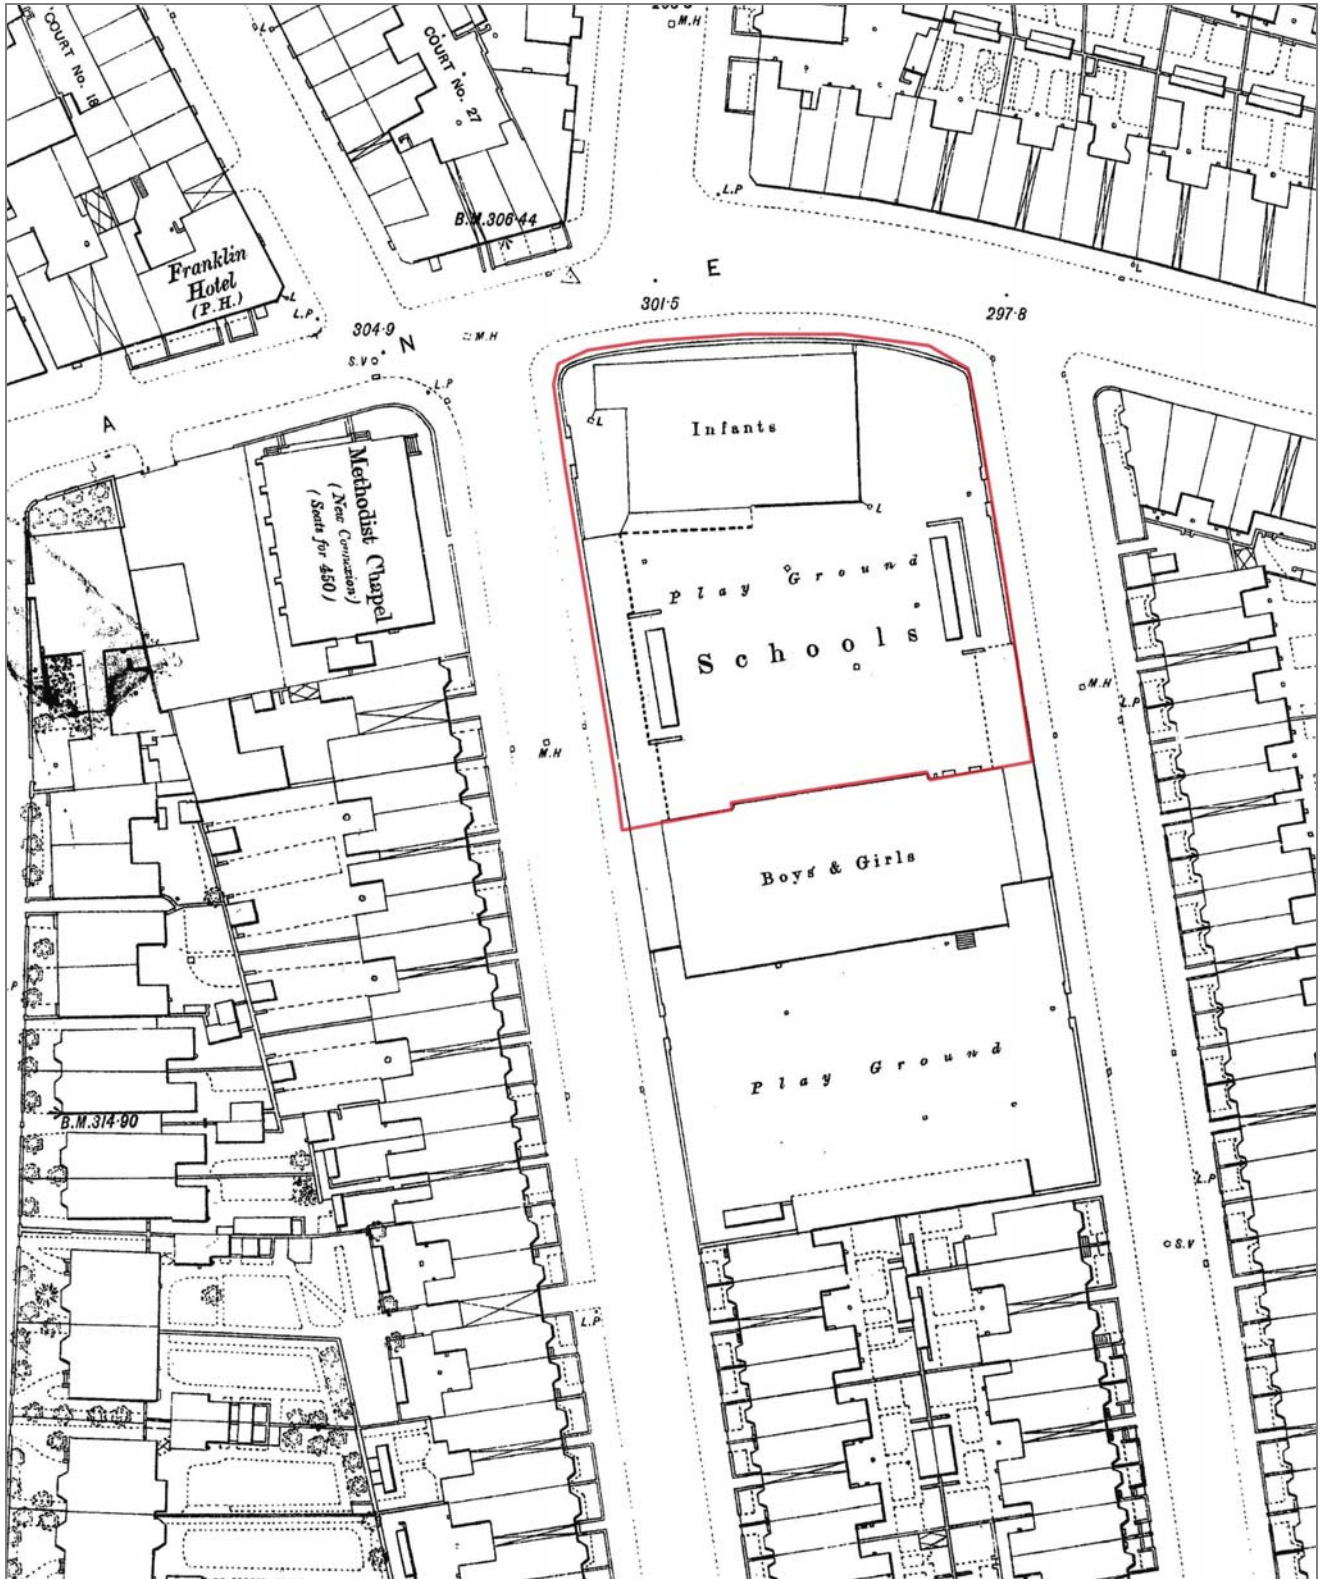 M.H
L
COURT No. 18
COURT No. 27
L.P
B.M.306·44
Franklin
Hotel
(P.H.)
L
L.P
E
301·5
297·8
L
304·9
N
M.H
S.V
L.P
A
Infants
L
L
Methodist Chapel
(New Connexion)
(Seats for 450)
Play Ground
Schools
M.H
L.P
M.H
Boys & Girls
P
Play Ground
B.M.314·90
L.P
S.V
L.P